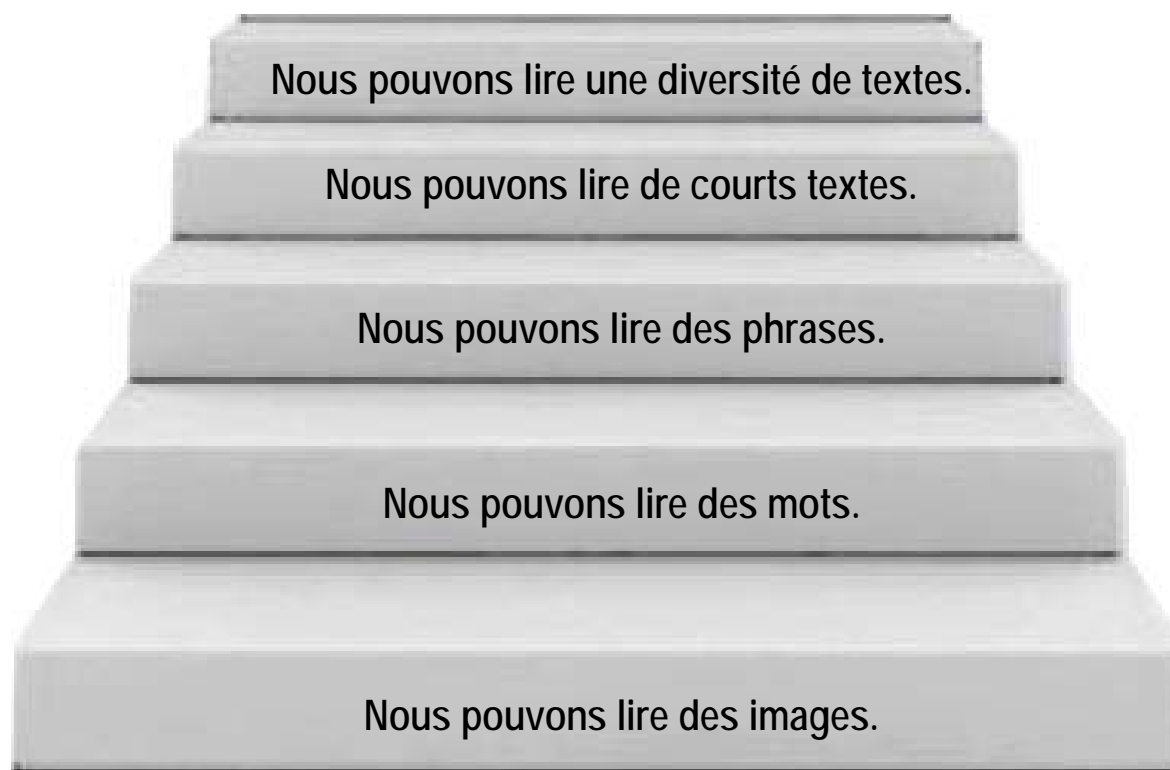 Nous pouvons lire une diversité de textes.
Nous pouvons lire de courts textes.
Nous pouvons lire des phrases.
Nous pouvons lire des mots.
Nous pouvons lire des images.